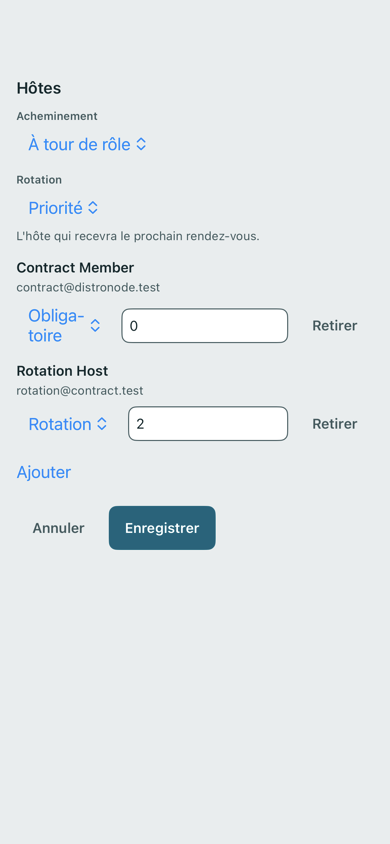 Hôtes
Acheminement
À tour de rôle
Rotation
Priorité
L'hôte qui recevra le prochain rendez-vous.
Contract Member
contract@distronode.test
Obliga-
toire
0
Retirer
Rotation Host
rotation@contract.test
Rotation
2
Retirer
Ajouter
Annuler
Enregistrer